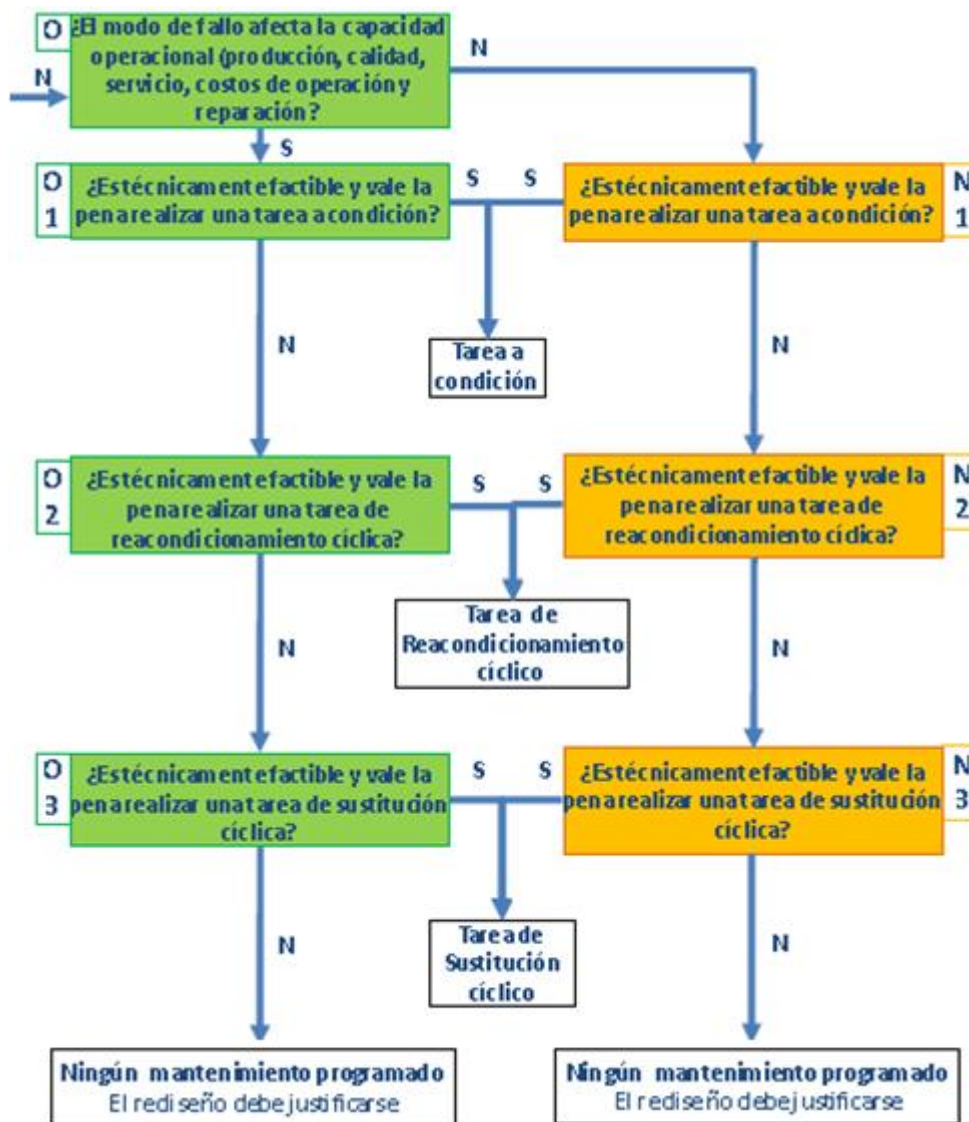 O
¿El modo de fallo afecta la capacidad
operacional (producción, calidad,
servicio, costos de operación y
reparación?
N
N
S
O
1
¿Es técnicamente factible y vale la
pena realizar una tarea a condición?
S
S
¿Es técnicamente factible y vale la
pena realizar una tarea a condición?
N
1
N
Tarea a
condición
N
O
2
¿Es técnicamente factible y vale la
pena realizar una tarea de
reacondicionamiento cíclica?
S
S
¿Es técnicamente factible y vale la
pena realizar una tarea de
reacondicionamiento cíclica?
N
2
N
Tarea de
Reacondicionamiento
cíclico
N
O
3
¿Es técnicamente factible y vale la
pena realizar una tarea de sustitución
cíclica?
S
S
¿Es técnicamente factible y vale la
pena realizar una tarea de sustitución
cíclica?
N
3
N
Tarea de
Sustitución
cíclico
N
Ningún mantenimiento programado
El rediseño debe justificarse
Ningún mantenimiento programado
El rediseño debe justificarse